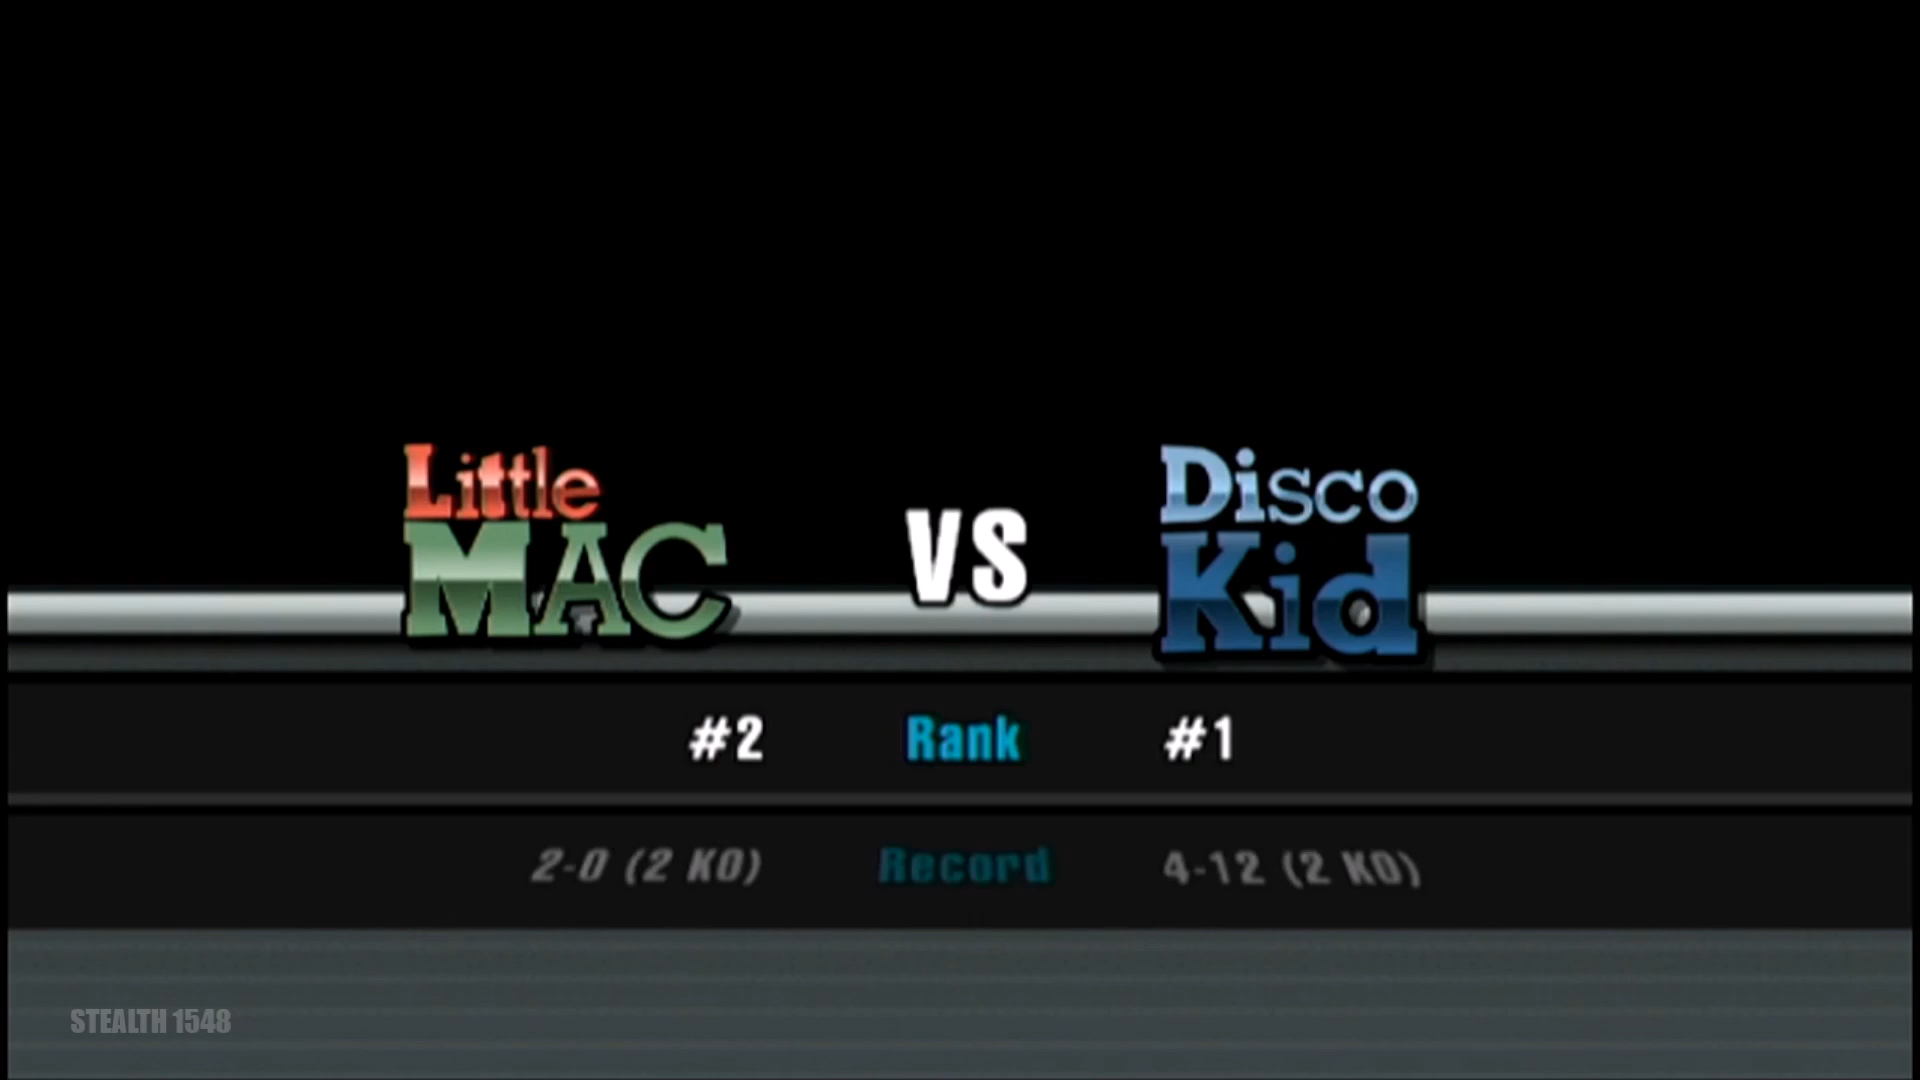 Little MAC VS Disco Kid
#2 Rank #1
2-0 (2 KO) Record 4-12 (2 KO)
STEALTH 1548